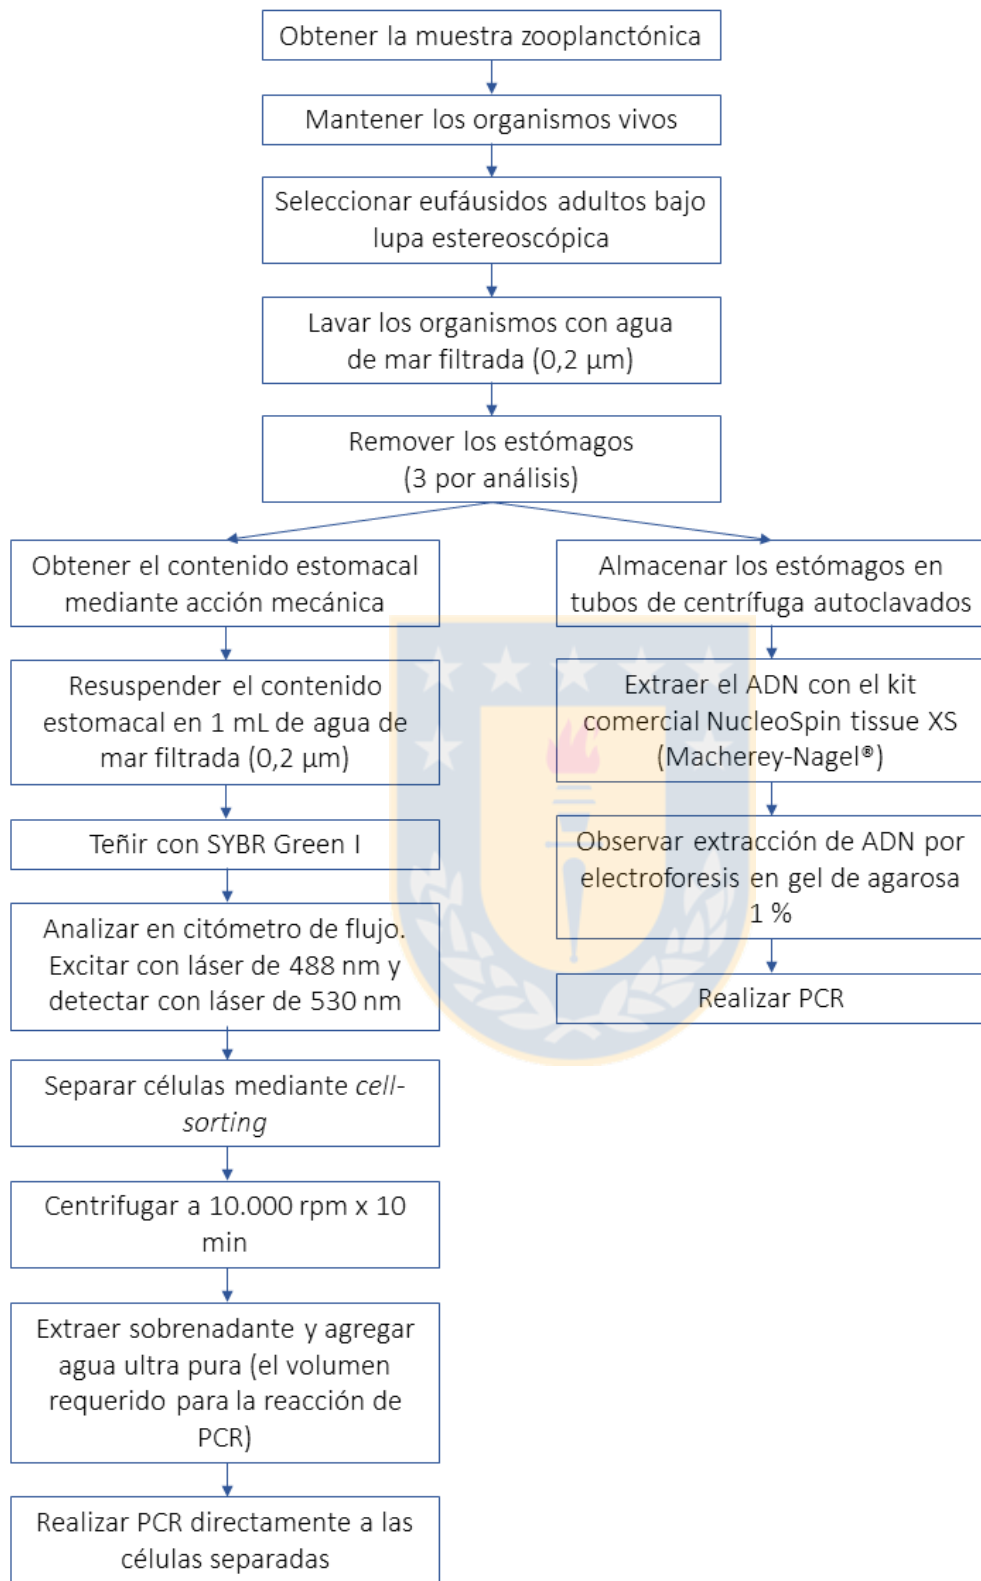 Obtener la muestra zooplanctónica
Mantener los organismos vivos
Seleccionar eufáusidos adultos bajo
lupa estereoscópica
Lavar los organismos con agua
de mar filtrada (0,2 µm)
Remover los estómagos
(3 por análisis)
Obtener el contenido estomacal
mediante acción mecánica
Resuspender el contenido
estomacal en 1 mL de agua de
mar filtrada (0,2 µm)
Teñir con SYBR Green I
Analizar en citómetro de flujo.
Excitar con láser de 488 nm y
detectar con láser de 530 nm
Separar células mediante cell-
sorting
Centrifugar a 10.000 rpm x 10
min
Extraer sobrenadante y agregar
agua ultra pura (el volumen
requerido para la reacción de
PCR)
Realizar PCR directamente a las
células separadas
Almacenar los estómagos en
tubos de centrífuga autoclavados
Extraer el ADN con el kit
comercial NucleoSpin tissue XS
(Macherey-Nagel®)
Observar extracción de ADN por
electroforesis en gel de agarosa
1 %
Realizar PCR